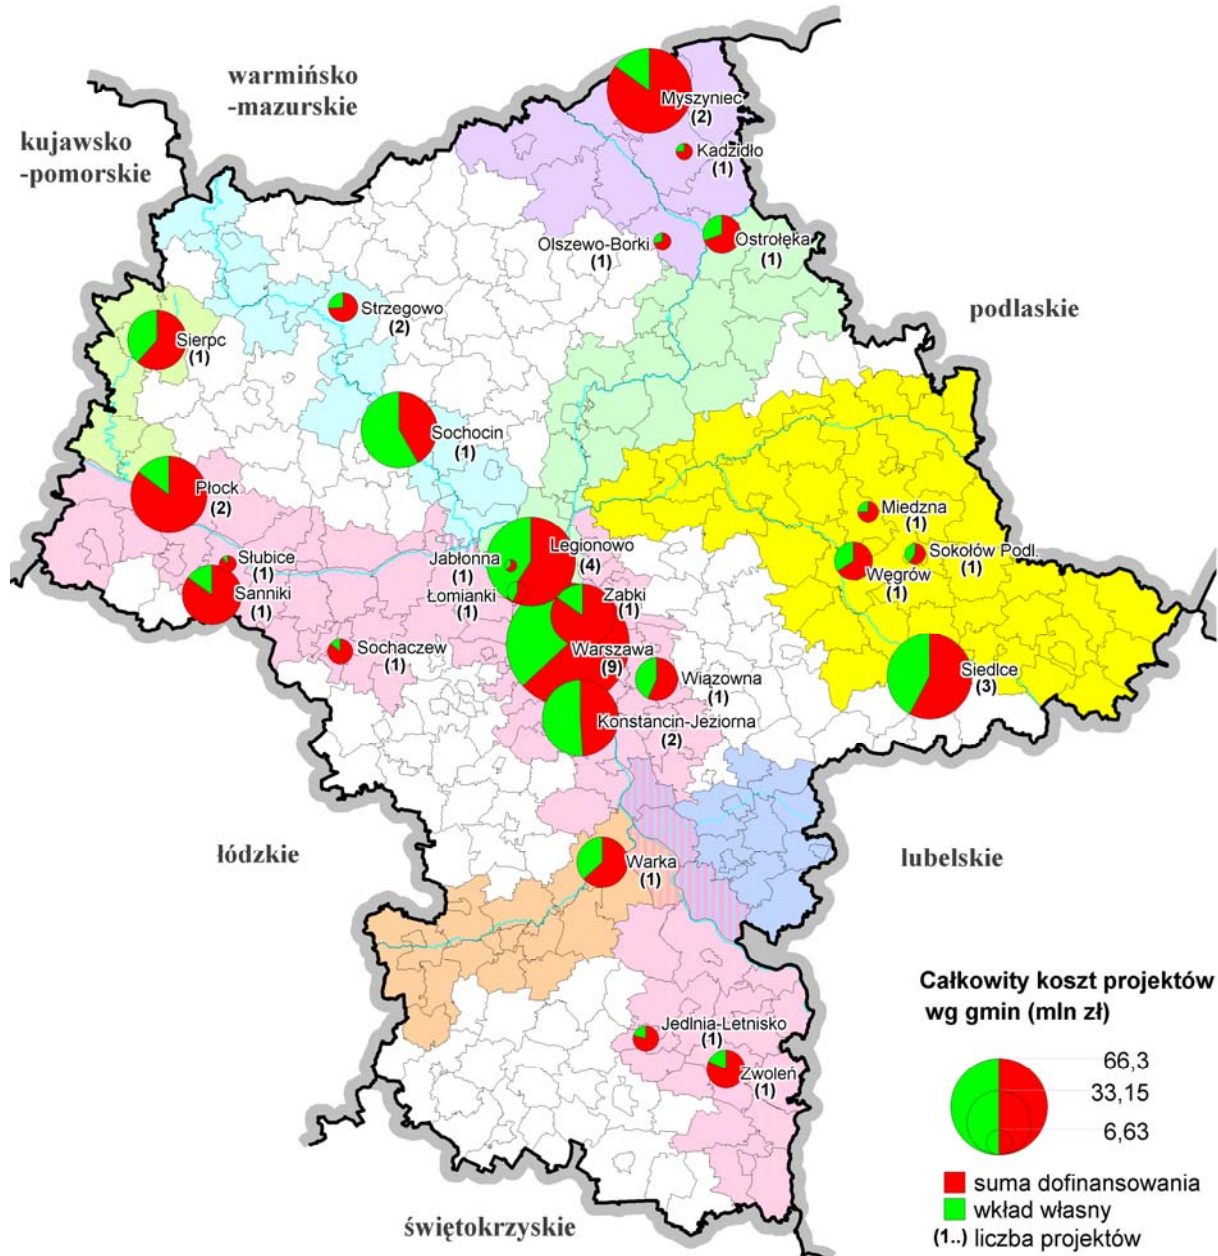 warmińsko
-mazurskie
kujawsko
-pomorskie
Myszyniec
(2)
Kadzidło
(1)
Olszewo-Borki
(1)
Ostrołęka
(1)
podlaskie
Strzegowo
(2)
Sierpc
(1)
Sochocin
(1)
Płock
(2)
Miedzna
(1)
Sokołów Podl.
(1)
Węgrów
(1)
Słubice
(1)
Sanniki
(1)
Jabłonna
(1)
Legionowo
(4)
Łomianki
(1)
Ząbki
(1)
Sochaczew
(1)
Warszawa
(9)
Wiązowna
(1)
Siedlce
(3)
Konstancin-Jeziorna
(2)
łódzkie
lubelskie
Warka
(1)
Jedlnia-Letnisko
(1)
Zwoleń
(1)
świętokrzyskie
Całkowity koszt projektów
wg gmin (mln zł)
66,3
33,15
6,63
suma dofinansowania
wkład własny
(1..) liczba projektów